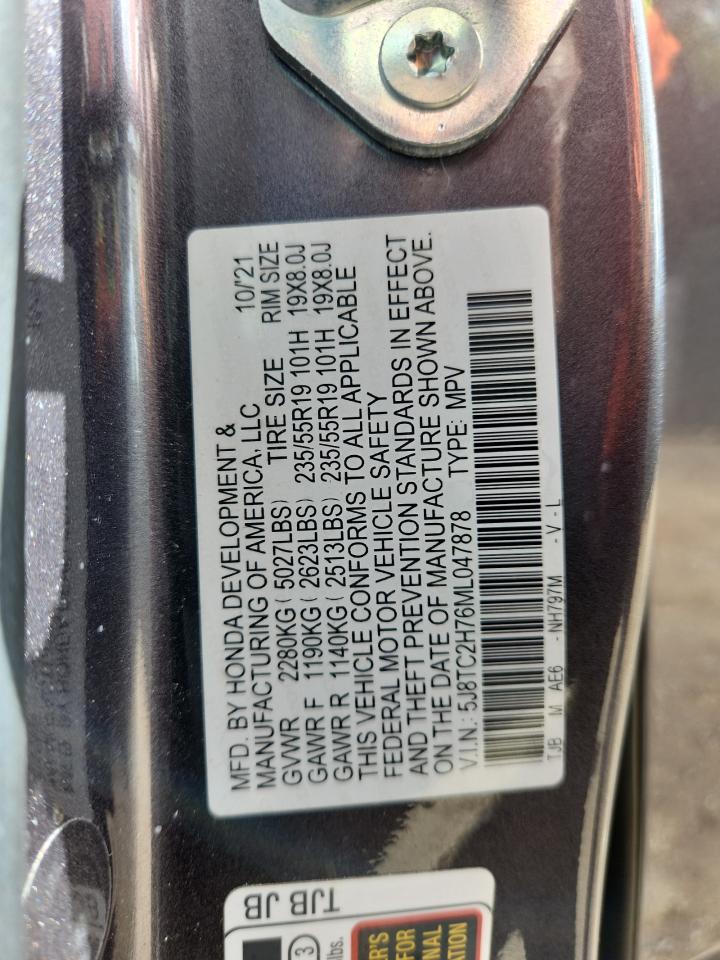 MFD. BY HONDA DEVELOPMENT &
MANUFACTURING OF AMERICA, LLC 10/'21
TIRE SIZE RIM SIZE
GVWR 2280KG ( 5027LBS)
GAWR F 1190KG ( 2623LBS) 235/55R19 101H 19X8.0J
GAWR R 1140KG ( 2513LBS) 235/55R19 101H 19X8.0J
THIS VEHICLE CONFORMS TO ALL APPLICABLE
FEDERAL MOTOR VEHICLE SAFETY
AND THEFT PREVENTION STANDARDS IN EFFECT
ON THE DATE OF MANUFACTURE SHOWN ABOVE.
V.I.N.: 5J8TC2H76ML047878 TYPE: MPV
TJB M AE6 - NH797M - V - L
TJB JB
3
lbs.